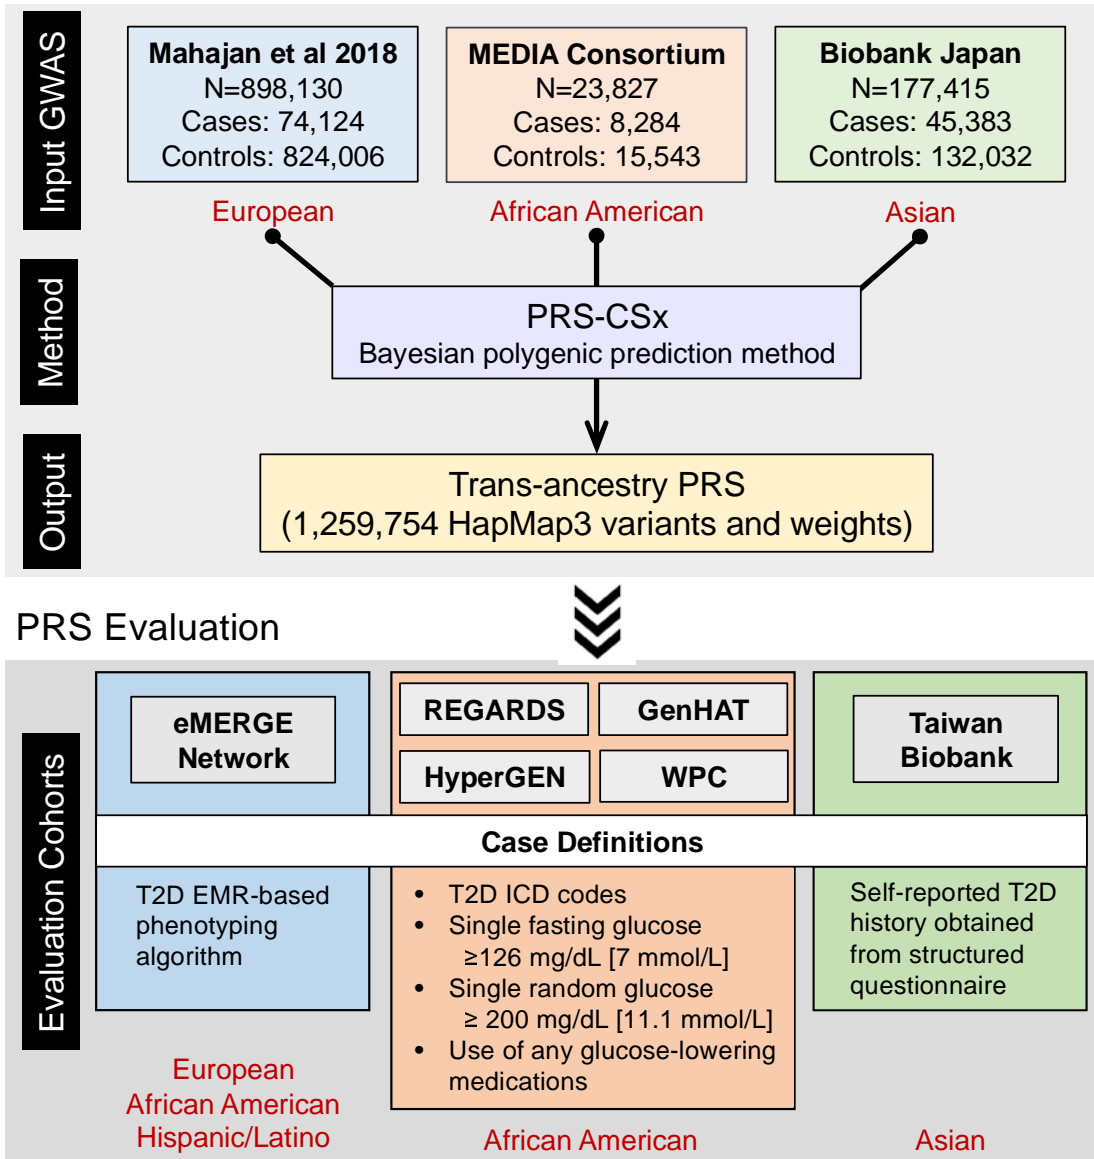 Input GWAS
Mahajan et al 2018
N=898,130
Cases: 74,124
Controls: 824,006
European
MEDIA Consortium
N=23,827
Cases: 8,284
Controls: 15,543
African American
Biobank Japan
N=177,415
Cases: 45,383
Controls: 132,032
Asian
Method
PRS-CSx
Bayesian polygenic prediction method
Output
Trans-ancestry PRS
(1,259,754 HapMap3 variants and weights)
PRS Evaluation
Evaluation Cohorts
eMERGE
Network
REGARDS
GenHAT
HyperGEN
WPC
Taiwan
Biobank
Case Definitions
T2D EMR-based
phenotyping
algorithm
• T2D ICD codes
• Single fasting glucose
≥126 mg/dL [7 mmol/L]
• Single random glucose
≥ 200 mg/dL [11.1 mmol/L]
• Use of any glucose-lowering
medications
Self-reported T2D
history obtained
from structured
questionnaire
European
African American
Hispanic/Latino
African American
Asian